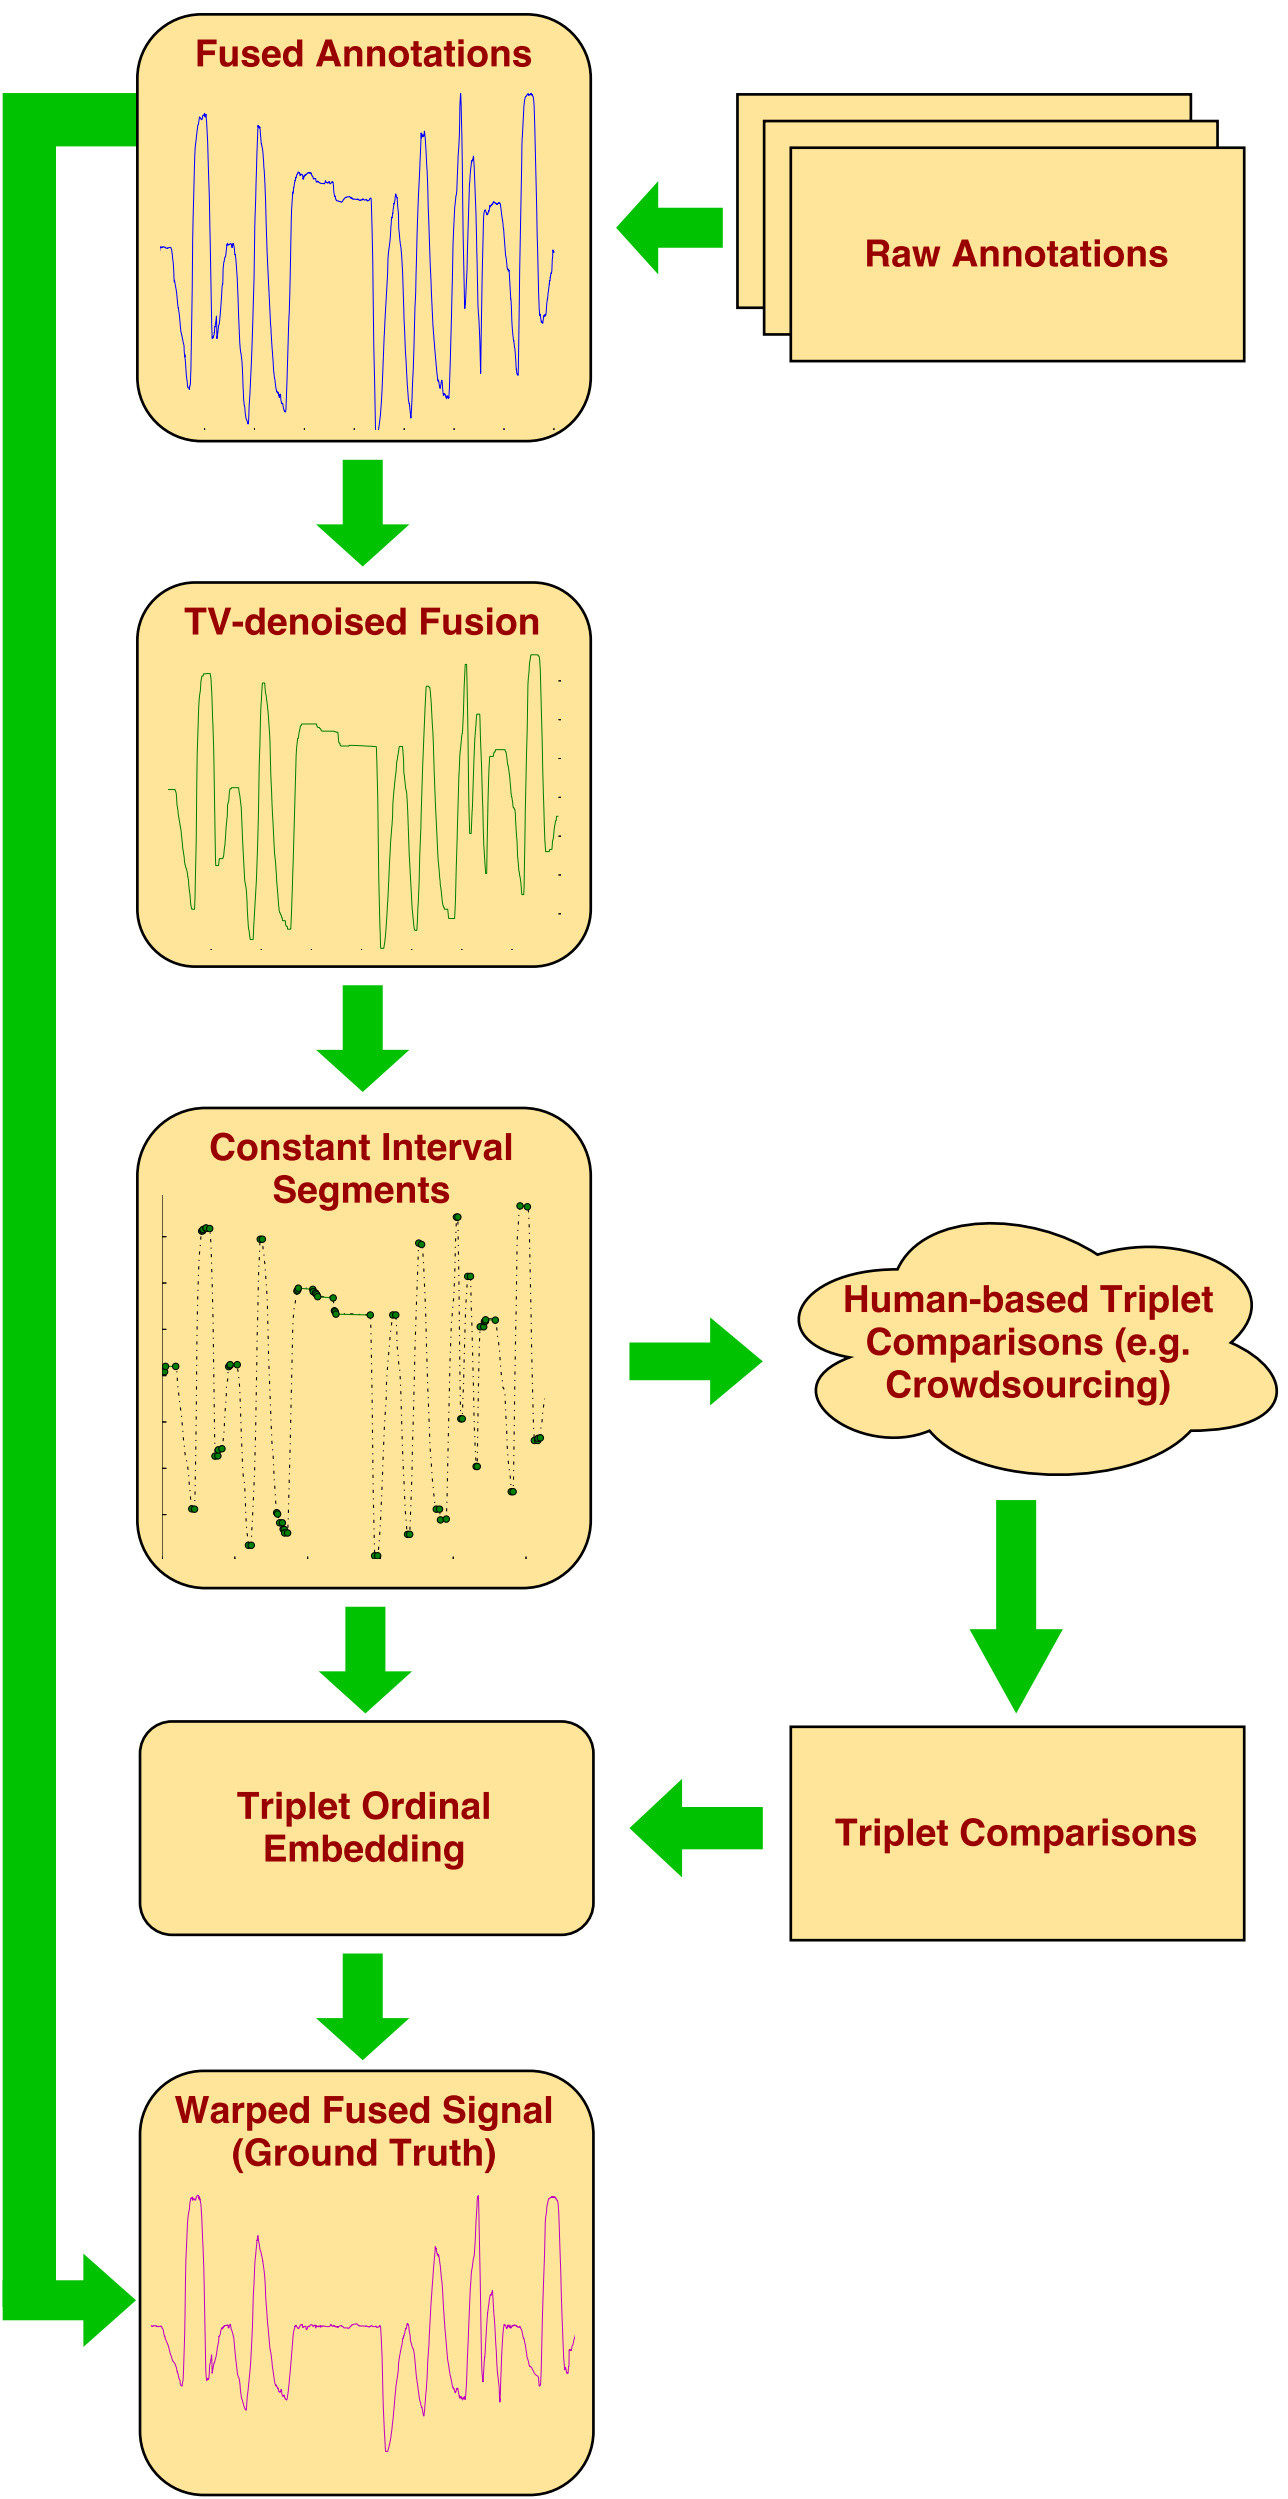 Fused Annotations
Raw Annotations
TV-denoised Fusion
Constant Interval
Segments
Human-based Triplet
Comparisons (e.g.
Crowdsourcing)
Triplet Ordinal
Embedding
Triplet Comparisons
Warped Fused Signal
(Ground Truth)